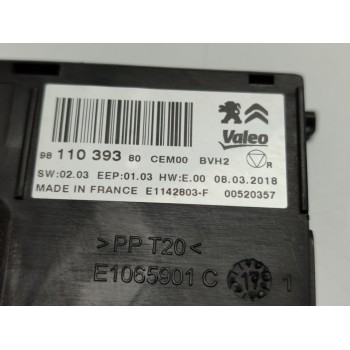 Valeo
98 110 393 80 CEM00 BVH2 R
SW:02.03 EEP:01.03 HW:E.00 08.03.2018
MADE IN FRANCE E1142803-F 00520357
>PP T20<
E1065901 C 1